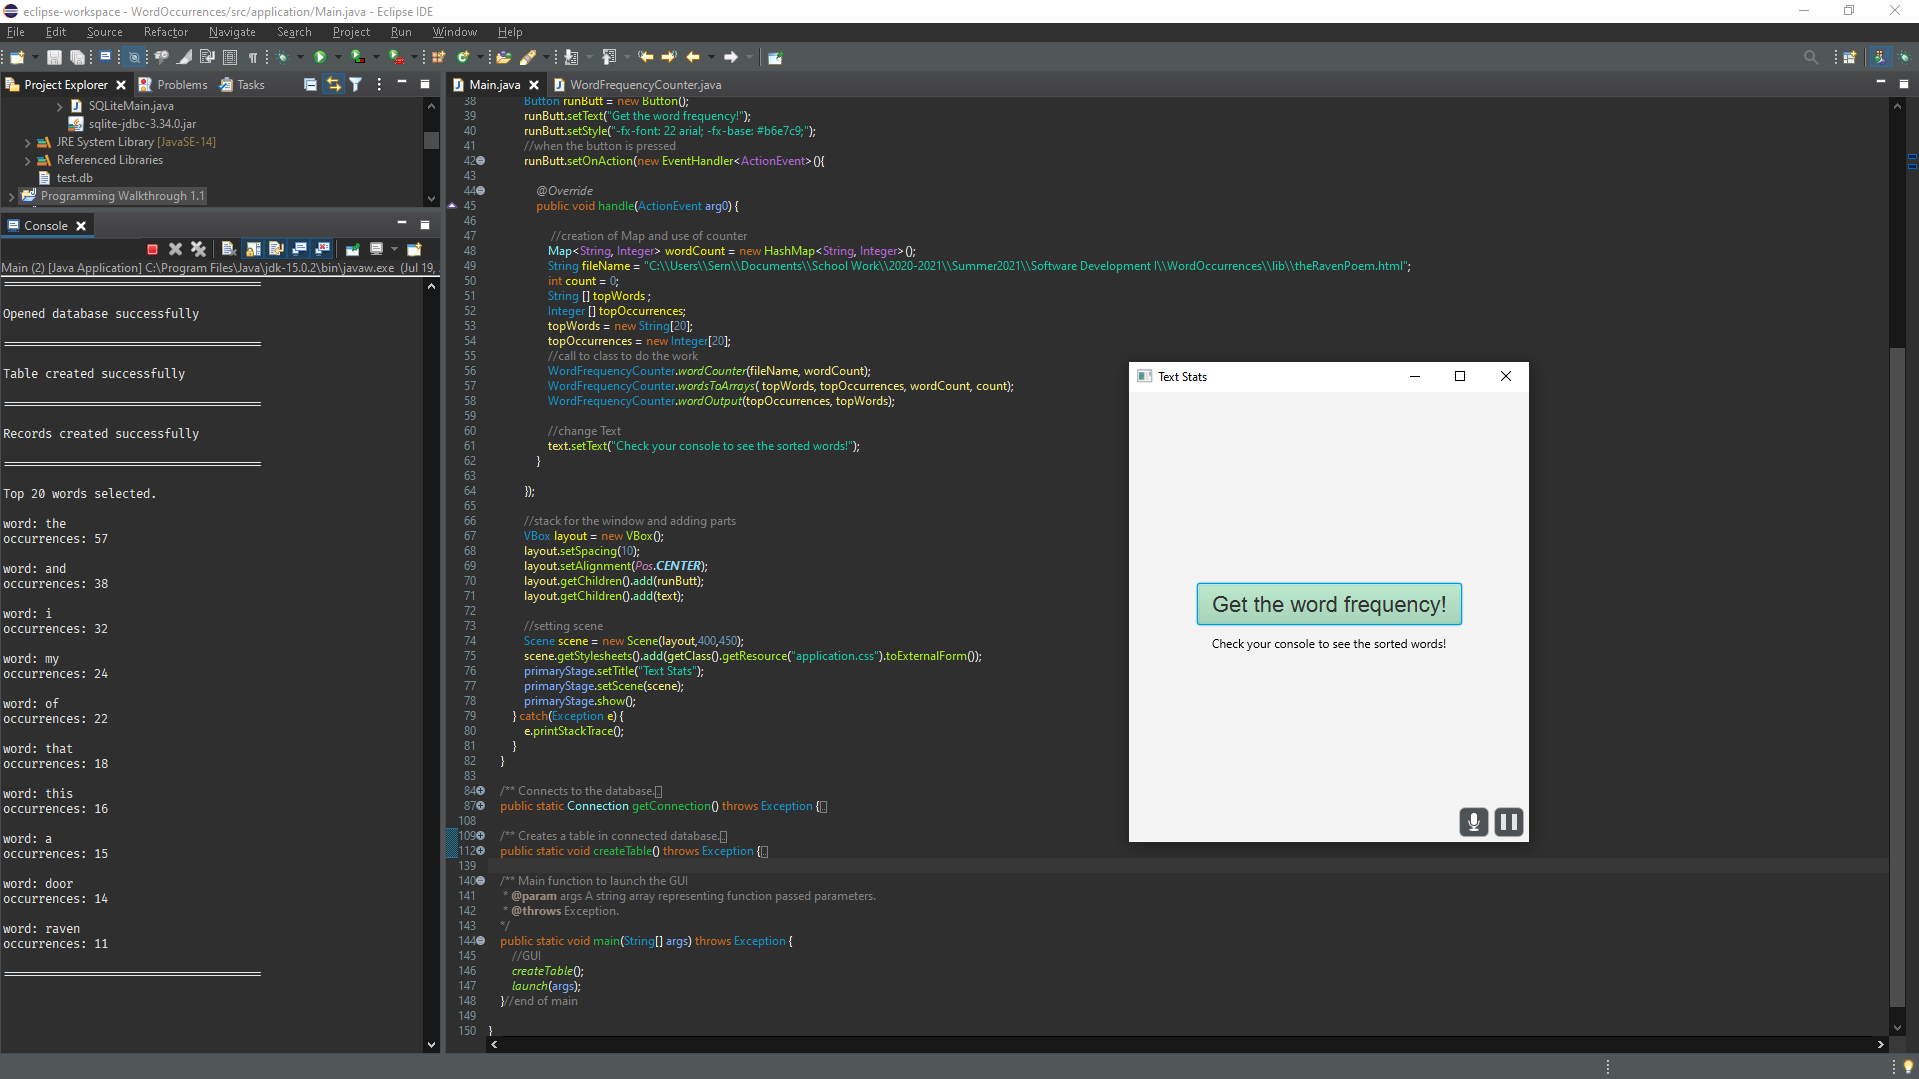 eclipse-workspace - WordOccurrences/src/application/Main.java - Eclipse IDE
File Edit Source Refactor Navigate Search Project Run Window Help
Project Explorer Problems Tasks
SQLiteMain.java
sqlite-jdbc-3.34.0.jar
JRE System Library [JavaSE-14]
Referenced Libraries
test.db
Programming Walkthrough 1.1
Console
Main (2) [Java Application] C:\Program Files\Java\jdk-15.0.2\bin\javaw.exe (Jul 19,
Opened database successfully
Table created successfully
Records created successfully
Top 20 words selected.
word: the
occurrences: 57
word: and
occurrences: 38
word: i
occurrences: 32
word: my
occurrences: 24
word: of
occurrences: 22
word: that
occurrences: 18
word: this
occurrences: 16
word: a
occurrences: 15
word: door
occurrences: 14
word: raven
occurrences: 11
Main.java WordFrequencyCounter.java
38 Button runButt = new Button();
39 runButt.setText("Get the word frequency!");
40 runButt.setStyle("-fx-font: 22 arial; -fx-base: #b6e7c9;");
41 //when the button is pressed
42 runButt.setOnAction(new EventHandler<ActionEvent>(){
43
44 @Override
45 public void handle(ActionEvent arg0) {
46
47 //creation of Map and use of counter
48 Map<String, Integer> wordCount = new HashMap<String, Integer>();
49 String fileName = "C:\\Users\\Sern\\Documents\\School Work\\2020-2021\\Summer2021\\Software Development I\\WordOccurrences\\lib\\theRavenPoem.html";
50 int count = 0;
51 String [] topWords ;
52 Integer [] topOccurrences;
53 topWords = new String[20];
54 topOccurrences = new Integer[20];
55 //call to class to do the work
56 WordFrequencyCounter.wordCounter(fileName, wordCount);
57 WordFrequencyCounter.wordsToArrays( topWords, topOccurrences, wordCount, count);
58 WordFrequencyCounter.wordOutput(topOccurrences, topWords);
59
60 //change Text
61 text.setText("Check your console to see the sorted words!");
62 }
63
64 });
65
66 //stack for the window and adding parts
67 VBox layout = new VBox();
68 layout.setSpacing(10);
69 layout.setAlignment(Pos.CENTER);
70 layout.getChildren().add(runButt);
71 layout.getChildren().add(text);
72
73 //setting scene
74 Scene scene = new Scene(layout,400,450);
75 scene.getStylesheets().add(getClass().getResource("application.css").toExternalForm());
76 primaryStage.setTitle("Text Stats");
77 primaryStage.setScene(scene);
78 primaryStage.show();
79 } catch(Exception e) {
80 e.printStackTrace();
81 }
82 }
83
84 /** Connects to the database.
87 public static Connection getConnection() throws Exception {
108
109 /** Creates a table in connected database.
112 public static void createTable() throws Exception {
139
140 /** Main function to launch the GUI
141 * @param args A string array representing function passed parameters.
142 * @throws Exception.
143 */
144 public static void main(String[] args) throws Exception {
145 //GUI
146 createTable();
147 launch(args);
148 }//end of main
149
150 }
Text Stats
Get the word frequency!
Check your console to see the sorted words!